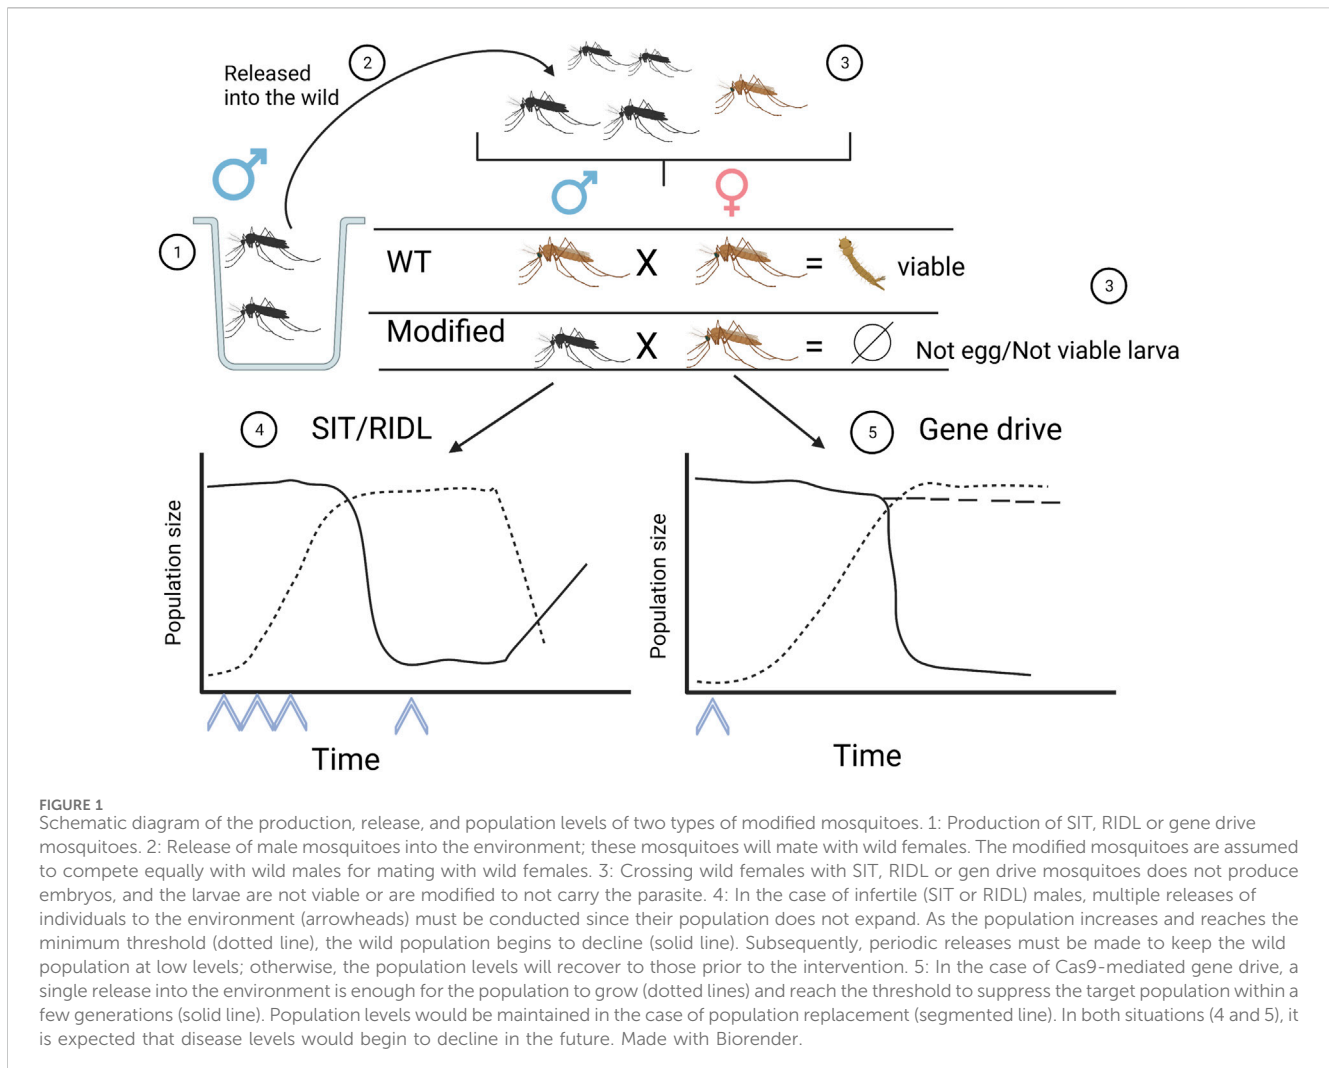 2
3
Released
into the wild
1
WT
X
=
viable
3
Modified
X
=
Not egg/Not viable larva
4
SIT/RIDL
5
Gene drive
Population size
Population size
Time
Time
FIGURE 1
Schematic diagram of the production, release, and population levels of two types of modified mosquitoes. 1: Production of SIT, RIDL or gene drive
mosquitoes. 2: Release of male mosquitoes into the environment; these mosquitoes will mate with wild females. The modified mosquitoes are assumed
to compete equally with wild males for mating with wild females. 3: Crossing wild females with SIT, RIDL or gen drive mosquitoes does not produce
embryos, and the larvae are not viable or are modified to not carry the parasite. 4: In the case of infertile (SIT or RIDL) males, multiple releases of
individuals to the environment (arrowheads) must be conducted since their population does not expand. As the population increases and reaches the
minimum threshold (dotted line), the wild population begins to decline (solid line). Subsequently, periodic releases must be made to keep the wild
population at low levels; otherwise, the population levels will recover to those prior to the intervention. 5: In the case of Cas9-mediated gene drive, a
single release into the environment is enough for the population to grow (dotted lines) and reach the threshold to suppress the target population within a
few generations (solid line). Population levels would be maintained in the case of population replacement (segmented line). In both situations (4 and 5), it
is expected that disease levels would begin to decline in the future. Made with Biorender.